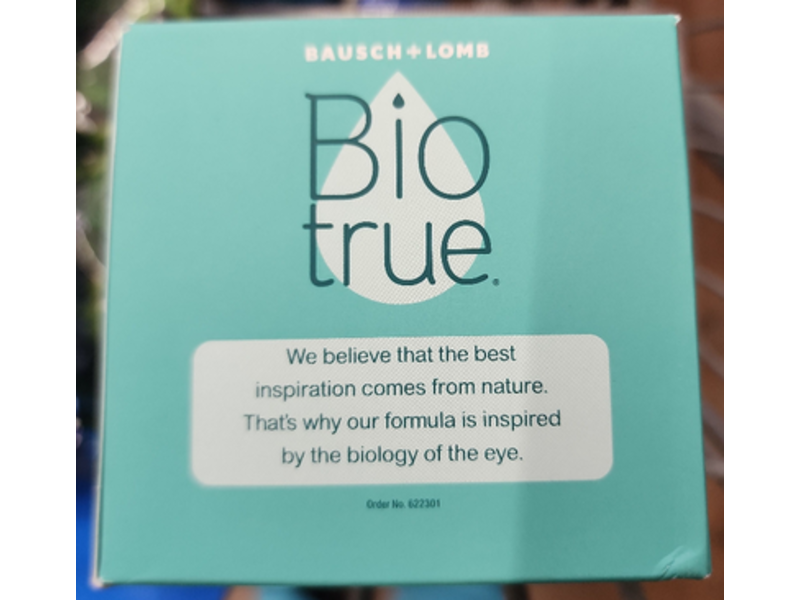 BAUSCH+LOMB
Bio
true.®
We believe that the best
inspiration comes from nature.
That's why our formula is inspired
by the biology of the eye.
Order No. 622301